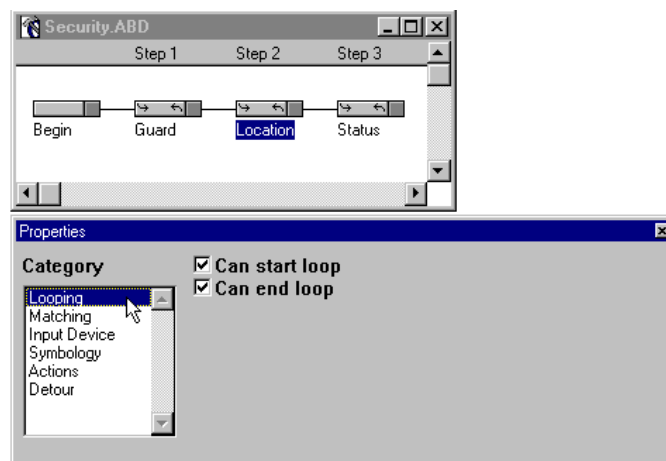 Security.ABD
Step 1 Step 2 Step 3
Begin Guard Location Status
Properties
Category
Can start loop
Can end loop
Looping
Matching
Input Device
Symbology
Actions
Detour